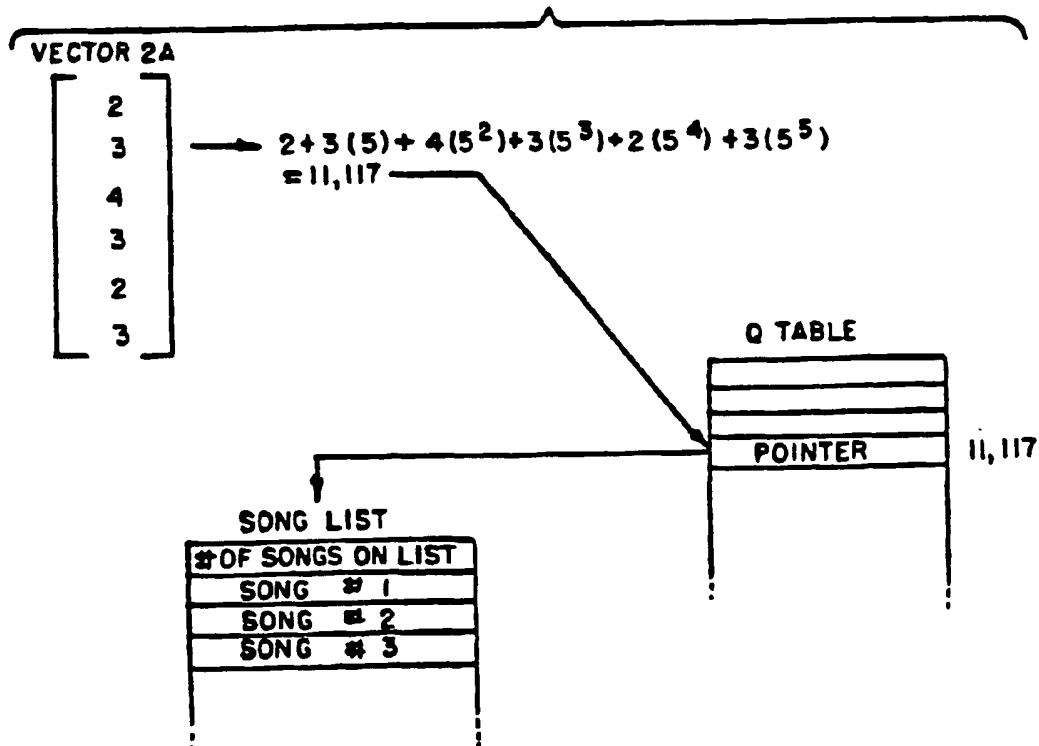 VECTOR 2A
2
3
4
3
2
3
2+3(5)+4(5²)+3(5³)+2(5⁴)+3(5⁵)
=11,117
Q TABLE
POINTER
11,117
SONG LIST
#OF SONGS ON LIST
SONG # 1
SONG # 2
SONG # 3